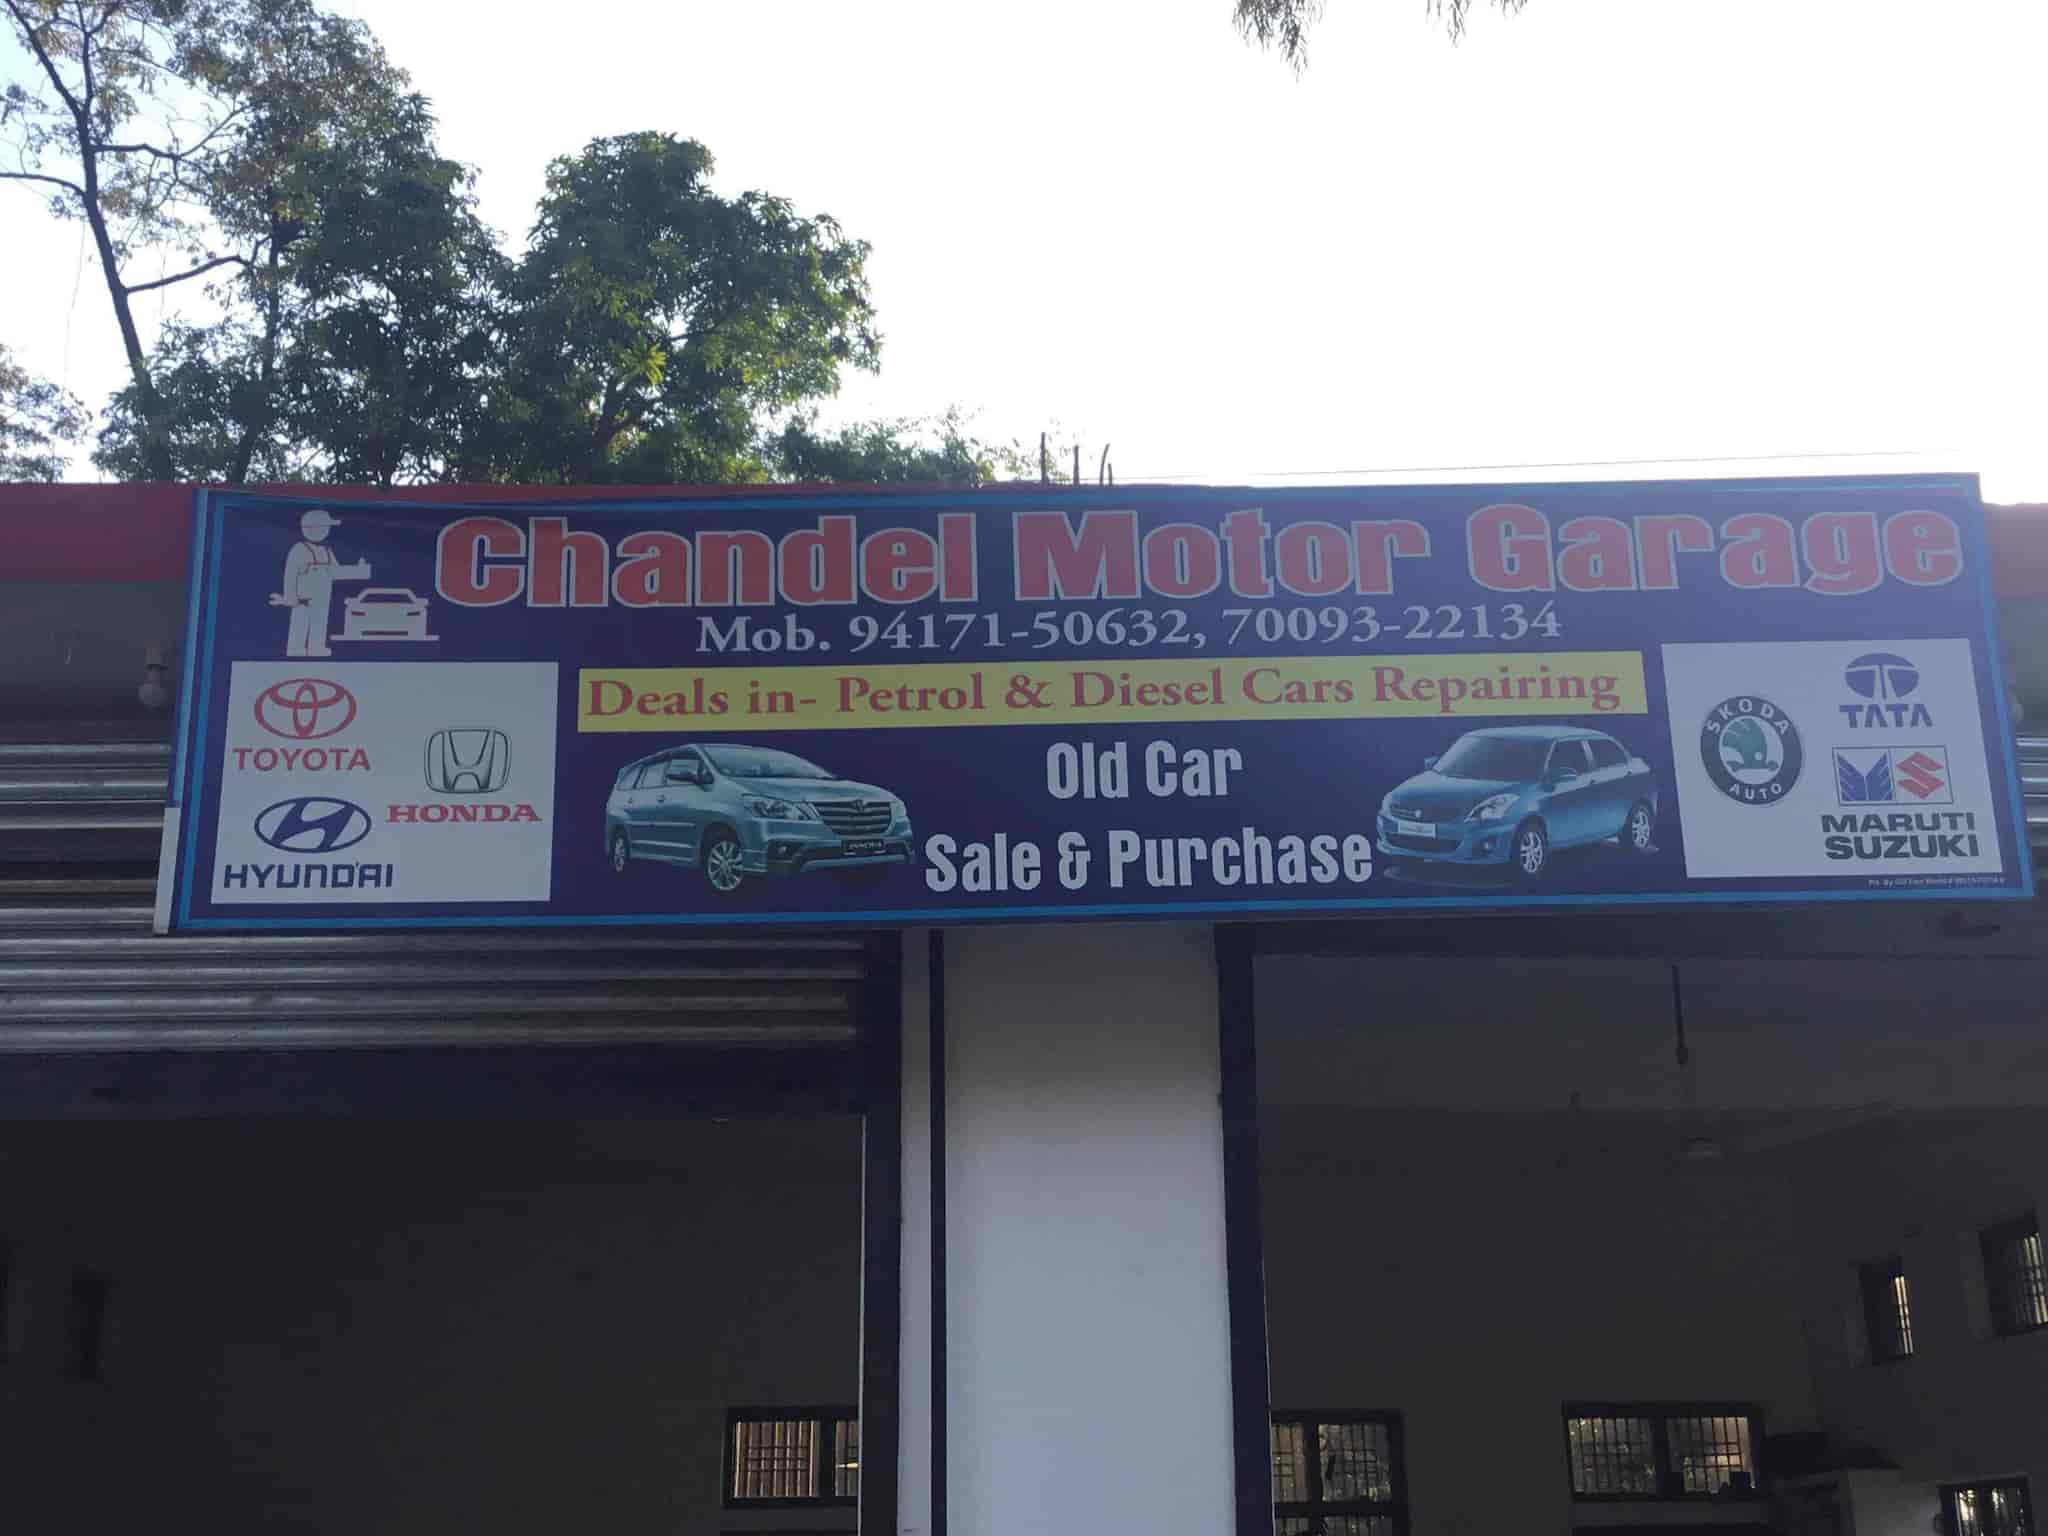 Chandel Motor Garage
Mob. 94171-50632, 70093-22134
Deals in- Petrol & Diesel Cars Repairing
TOYOTA
HONDA
HYUNDAI
Old Car
Sale & Purchase
INNOVA
SKODA
AUTO
TATA
MARUTI
SUZUKI